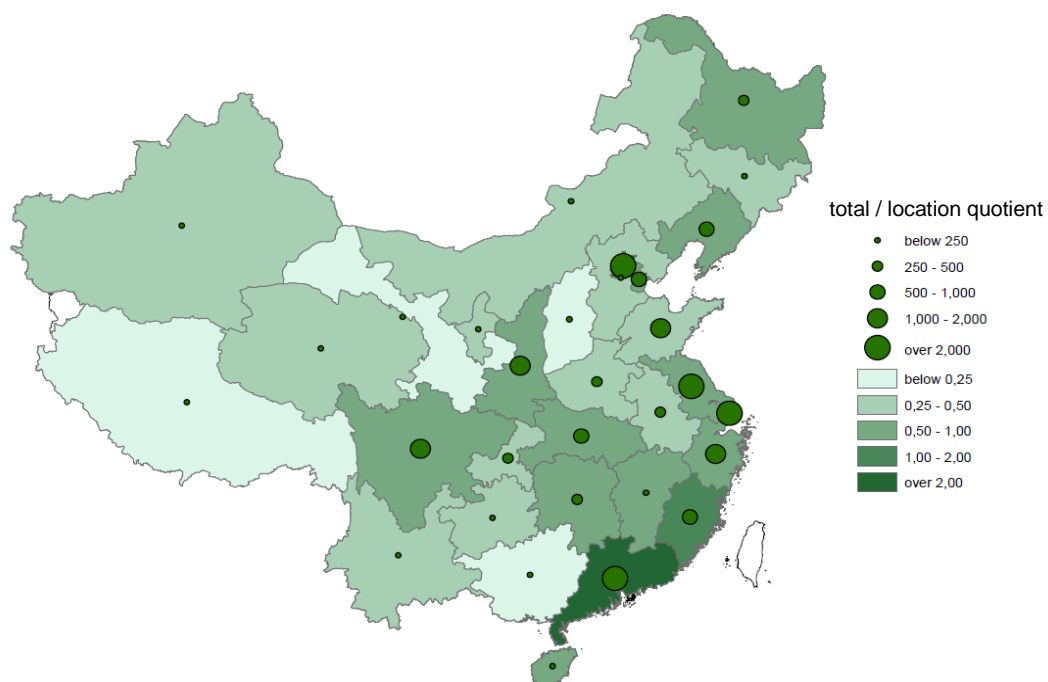 total / location quotient
below 250
250 - 500
500 - 1,000
1,000 - 2,000
over 2,000
below 0,25
0,25 - 0,50
0,50 - 1,00
1,00 - 2,00
over 2,00